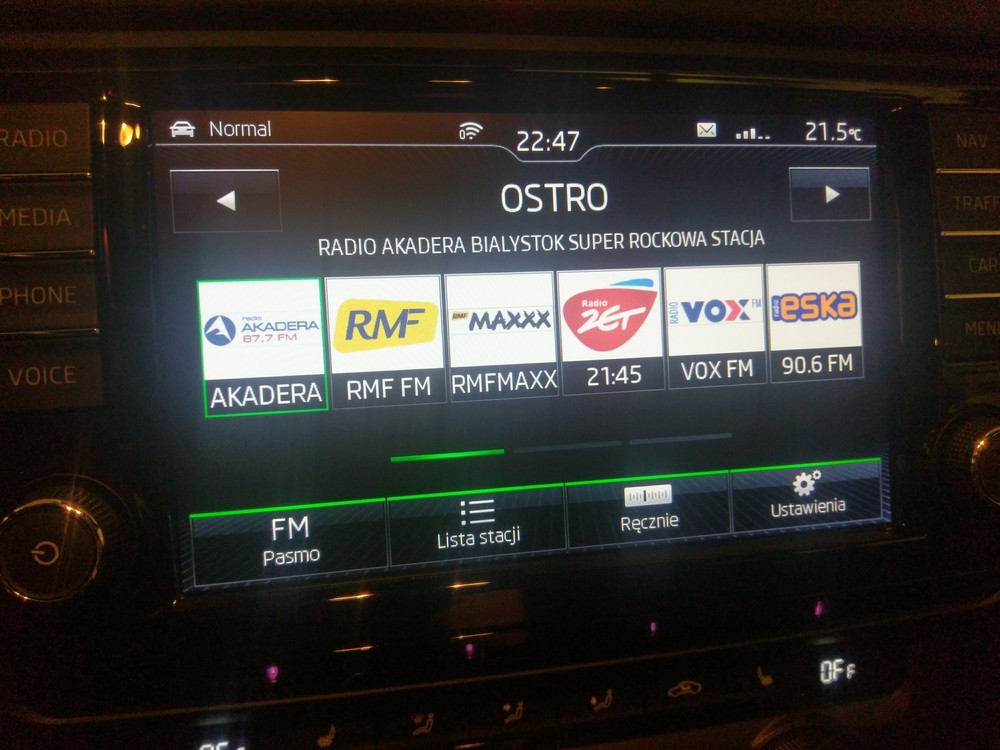 Normal
0
22:47
21.5°C
RADIO
NAV
OSTRO
MEDIA
TRAFF
RADIO AKADERA BIALYSTOK SUPER ROCKOWA STACJA
PHONE
CAR
radio AKADERA 87.7 FM
RMF
RMF MAXXX
Radio ZET
RADIO VOX FM
radio eska
MEN
VOICE
AKADERA
RMF FM
RMFMAXX
21:45
VOX FM
90.6 FM
FM
Pasmo
Lista stacji
Ręcznie
Ustawienia
OFF